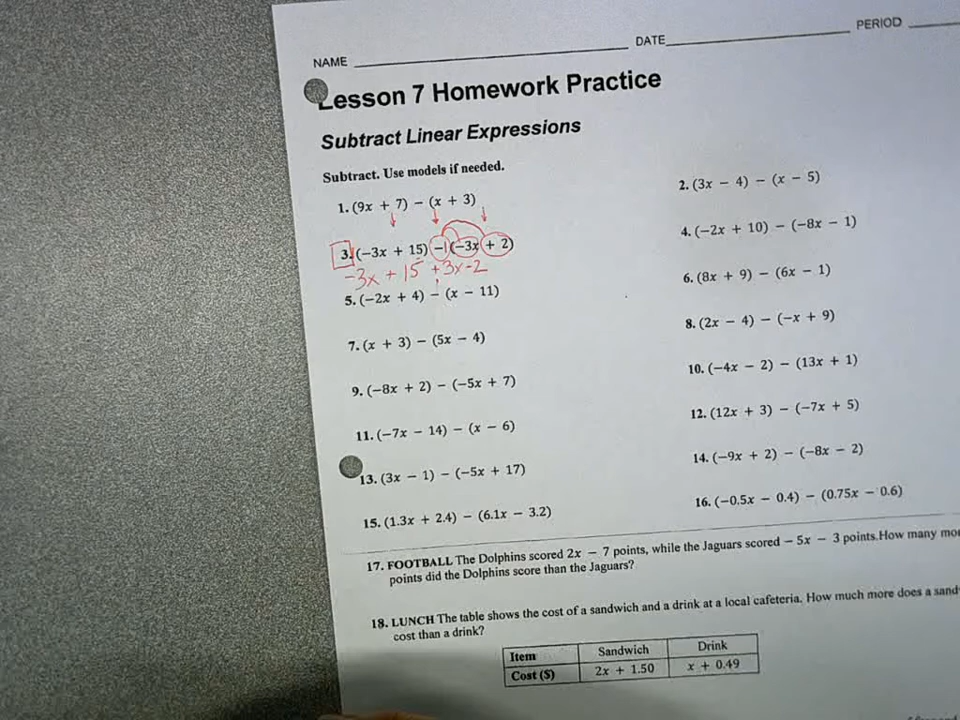 NAME DATE PERIOD
Lesson 7 Homework Practice
Subtract Linear Expressions
Subtract. Use models if needed.
1. (9x + 7) − (x + 3)
2. (3x − 4) − (x − 5)
3. (−3x + 15) −1(−3x + 2)
−3x + 15 +3x−2
4. (−2x + 10) − (−8x − 1)
5. (−2x + 4) − (x − 11)
6. (8x + 9) − (6x − 1)
7. (x + 3) − (5x − 4)
8. (2x − 4) − (−x + 9)
9. (−8x + 2) − (−5x + 7)
10. (−4x − 2) − (13x + 1)
11. (−7x − 14) − (x − 6)
12. (12x + 3) − (−7x + 5)
13. (3x − 1) − (−5x + 17)
14. (−9x + 2) − (−8x − 2)
15. (1.3x + 2.4) − (6.1x − 3.2)
16. (−0.5x − 0.4) − (0.75x − 0.6)
17. FOOTBALL The Dolphins scored 2x − 7 points, while the Jaguars scored − 5x − 3 points.How many
points did the Dolphins score than the Jaguars?
18. LUNCH The table shows the cost of a sandwich and a drink at a local cafeteria. How much more does a
cost than a drink?
Item Sandwich Drink
Cost ($) 2x + 1.50 x + 0.49